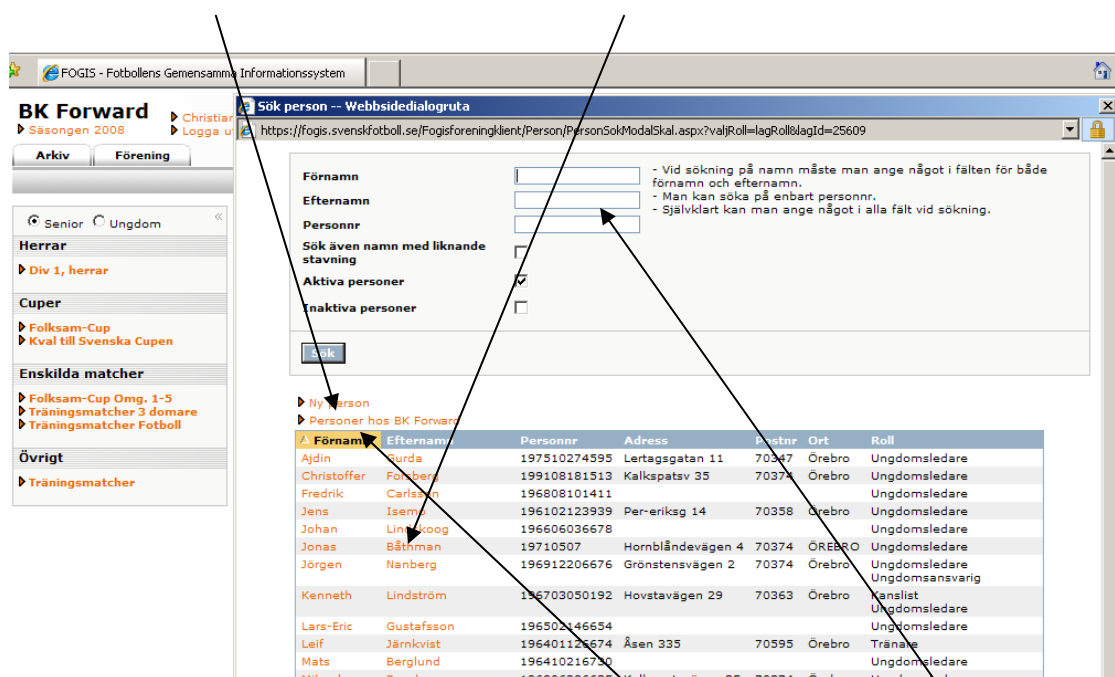 FOGIS - Fotbollens Gemensamma Informationssystem
BK Forward
Säsongen 2008
Christian
Logga u
Arkiv Förening
Senior Ungdom
Herrar
Div 1, herrar
Cuper
Folksam-Cup
Kval till Svenska Cupen
Enskilda matcher
Folksam-Cup Omg. 1-5
Träningsmatcher 3 domare
Träningsmatcher Fotboll
Övrigt
Träningsmatcher
Sök person -- Webbsidedialogruta
https://fogis.svenskfotboll.se/Fogisforeningklient/Person/PersonSokModalSkal.aspx?valjRoll=lagRoll&lagId=25609
Förnamn
Efternamn
Personnr
Sök även namn med liknande
stavning
Aktiva personer
Inaktiva personer
- Vid sökning på namn måste man ange något i fälten för både
förnamn och efternamn.
- Man kan söka på enbart personnr.
- Självklart kan man ange något i alla fält vid sökning.
Sök
Ny person
Personer hos BK Forward
Förnamn Efternamn Personnr Adress Postnr Ort Roll
Ajdin Gurda 197510274595 Lertagsgatan 11 70347 Örebro Ungdomsledare
Christoffer Forsberg 199108181513 Kalkspatsv 35 70374 Örebro Ungdomsledare
Fredrik Carlsson 196808101411 Ungdomsledare
Jens Isemo 196102123939 Per-eriksg 14 70358 Örebro Ungdomsledare
Johan Lindskoog 196606036678 Ungdomsledare
Jonas Båthman 19710507 Hornblåndevägen 4 70374 ÖREBRO Ungdomsledare
Jörgen Nanberg 196912206676 Grönstensvägen 2 70374 Örebro Ungdomsledare
Ungdomsansvarig
Kenneth Lindström 196703050192 Hovstavägen 29 70363 Örebro Kanslist
Ungdomsledare
Lars-Eric Gustafsson 196502146654 Ungdomsledare
Leif Järnkvist 196401126674 Åsen 335 70595 Örebro Tränare
Mats Berglund 196410216730 Ungdomsledare